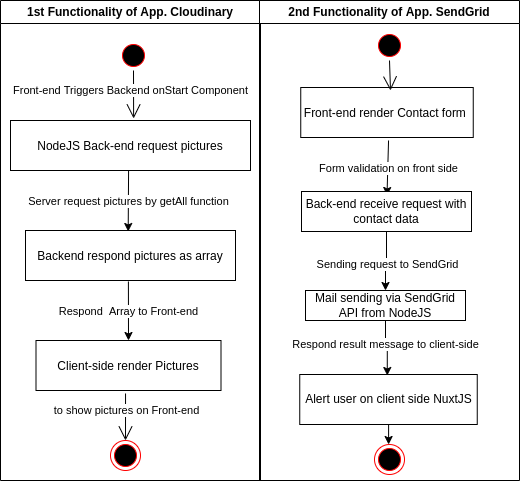 1st Functionality of App. Cloudinary
Front-end Triggers Backend onStart Component
NodeJS Back-end request pictures
Server request pictures by getAll function
Backend respond pictures as array
Respond Array to Front-end
Client-side render Pictures
to show pictures on Front-end
2nd Functionality of App. SendGrid
Front-end render Contact form
Form validation on front side
Back-end receive request with
contact data
Sending request to SendGrid
Mail sending via SendGrid
API from NodeJS
Respond result message to client-side
Alert user on client side NuxtJS